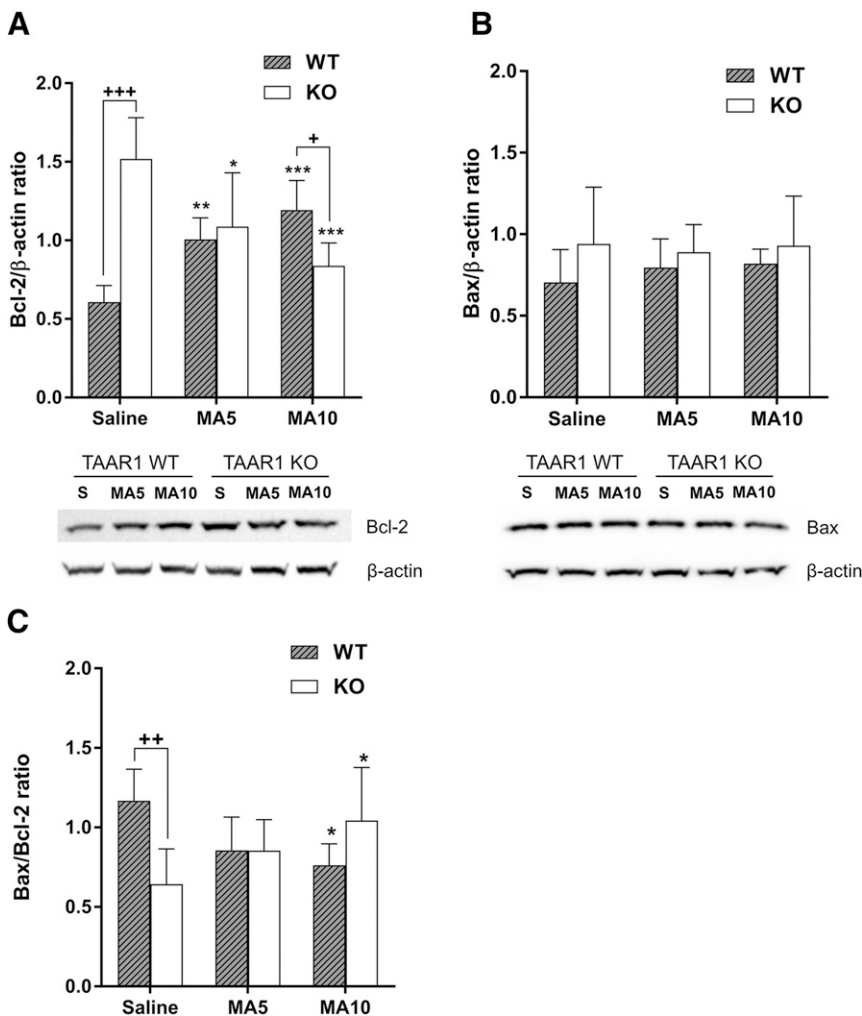 A
WT
KO
Bcl-2/β-actin ratio
2.0
1.5
1.0
0.5
0.0
+++
**
*
***
+
***
Saline MA5 MA10
TAAR1 WT TAAR1 KO
S MA5 MA10 S MA5 MA10
Bcl-2
β-actin
B
WT
KO
Bax/β-actin ratio
2.0
1.5
1.0
0.5
0.0
Saline MA5 MA10
TAAR1 WT TAAR1 KO
S MA5 MA10 S MA5 MA10
Bax
β-actin
C
WT
KO
Bax/Bcl-2 ratio
2.0
1.5
1.0
0.5
0.0
++
*
*
Saline MA5 MA10